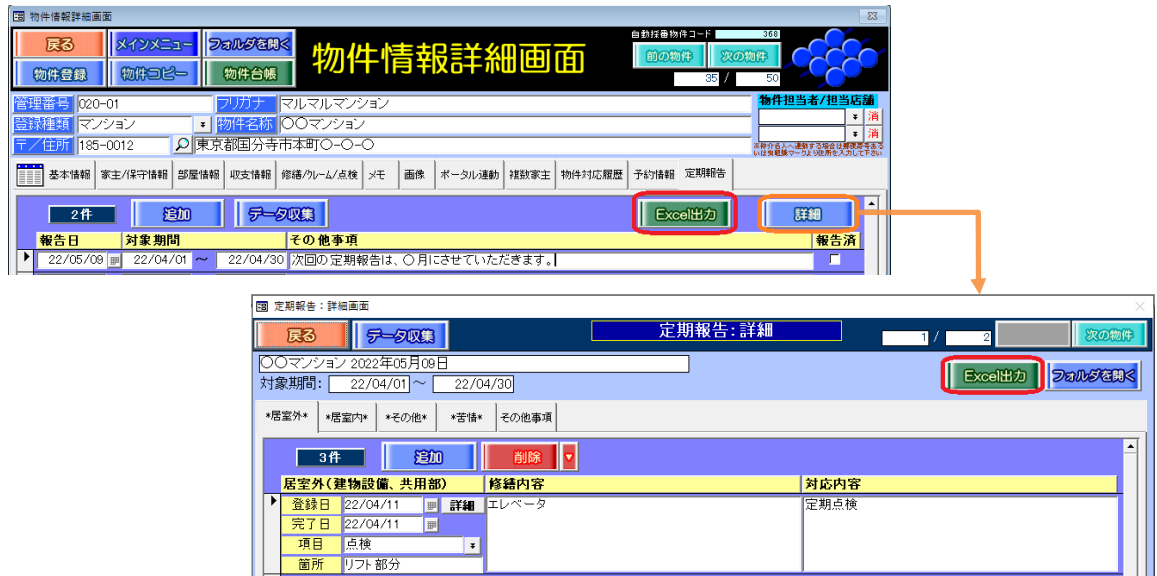 物件情報詳細画面
戻る メインメニュー フォルダを開く 物件情報詳細画面 自動採番物件コード 368
前の物件 次の物件
物件登録 物件コピー 物件台帳 35 / 50
管理番号 020-01 フリガナ マルマルマンション 物件担当者/担当店舗
登録種類 マンション 物件名称 〇〇マンション 消
〒/住所 185-0012 東京都国分寺市本町〇-〇-〇 消
基本情報 家主/保守情報 部屋情報 収支情報 修繕/クレーム/点検 メモ 画像 ポータル連動 複数家主 物件対応履歴 予約情報 定期報告
2件 追加 データ収集 Excel出力 詳細
報告日 対象期間 その他事項 報告済
22/05/09 22/04/01 ～ 22/04/30 次回の定期報告は、〇月にさせていただきます。
定期報告：詳細画面
戻る データ収集 定期報告：詳細 1 / 2 次の物件
〇〇マンション 2022年05月09日
対象期間： 22/04/01 ～ 22/04/30 Excel出力 フォルダを開く
*居室外* *居室内* *その他* *苦情* その他事項
3件 追加 削除
居室外(建物設備、共用部) 修繕内容 対応内容
登録日 22/04/11 詳細 エレベータ 定期点検
完了日 22/04/11
項目 点検
箇所 リフト部分